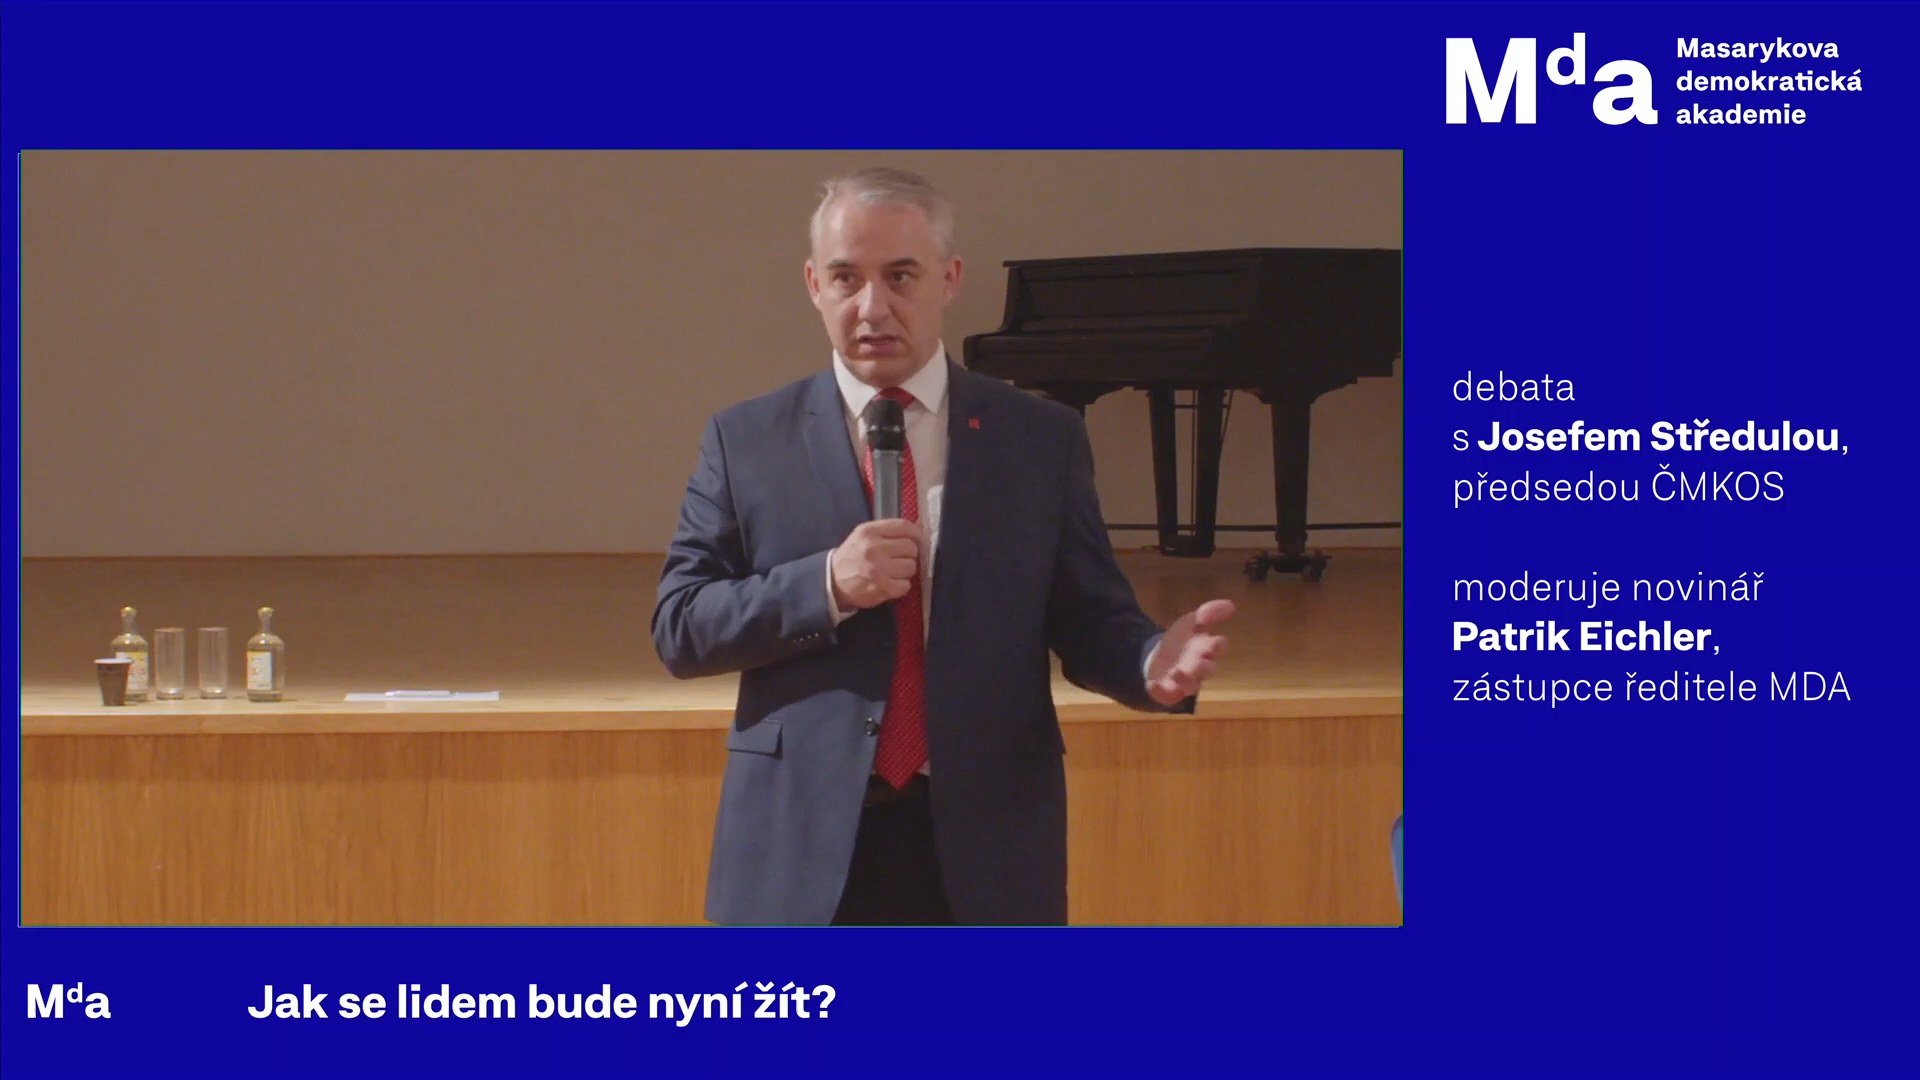 Mda
Masarykova
demokratická
akademie
debata
s Josefem Středulou,
předsedou ČMKOS
moderuje novinář
Patrik Eichler,
zástupce ředitele MDA
Mda
Jak se lidem bude nyní žít?